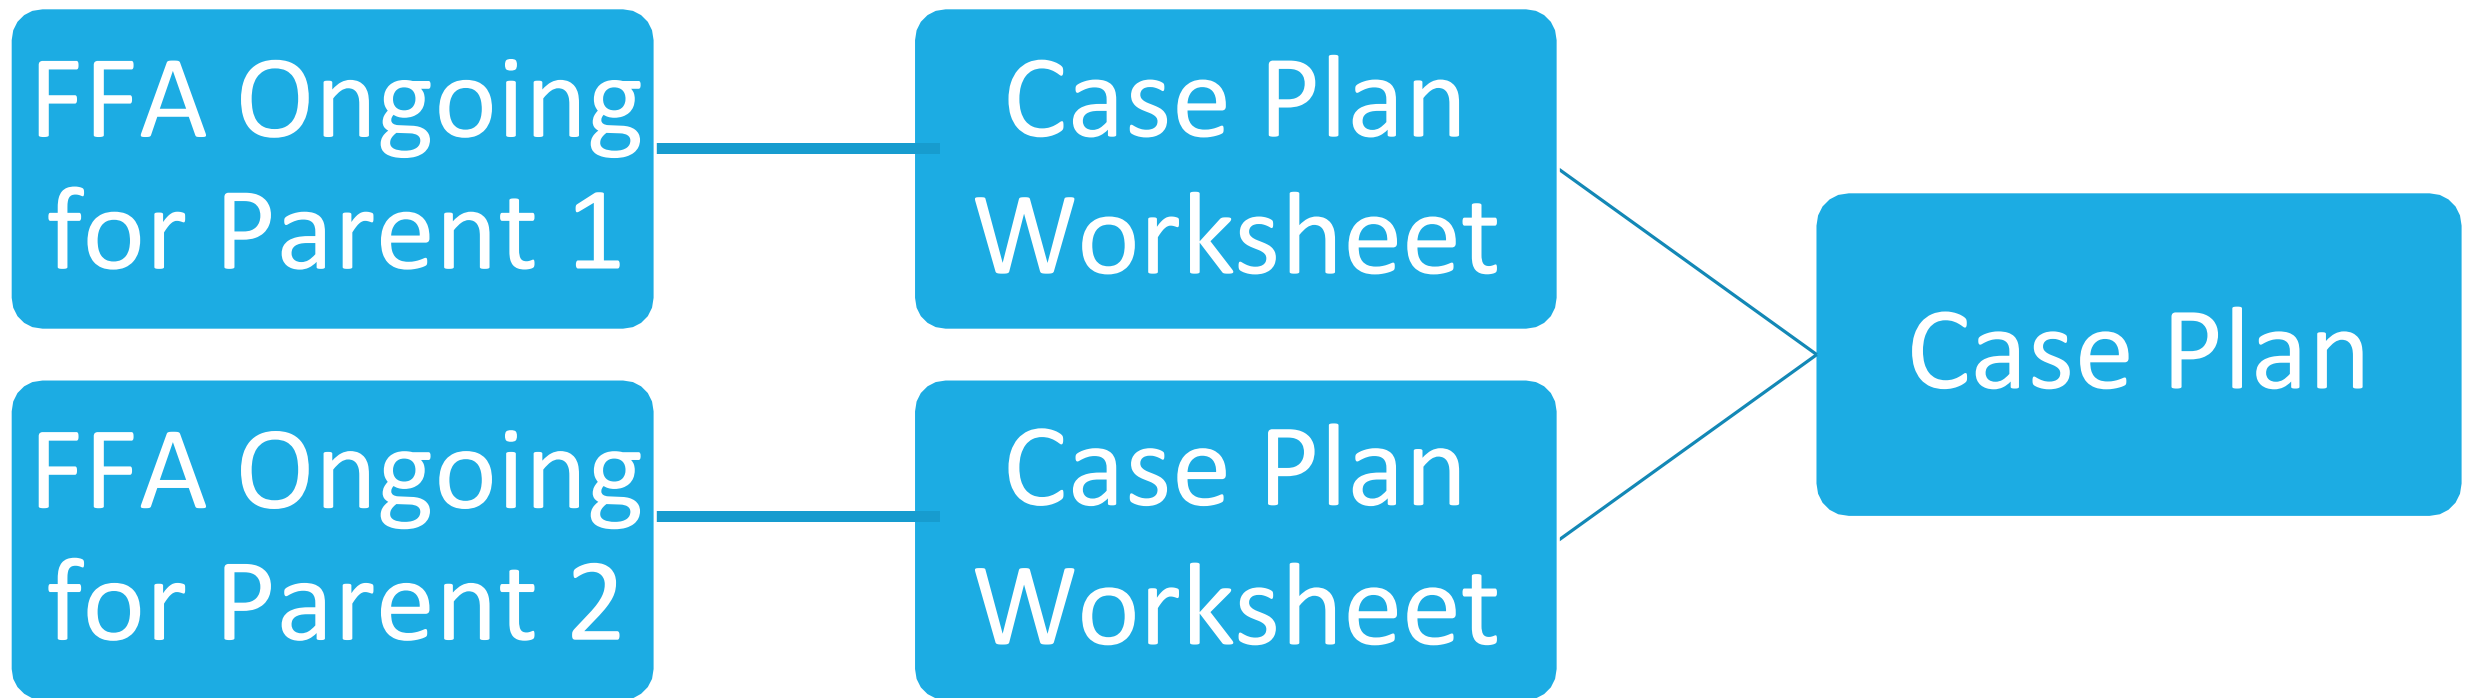 FFA Ongoing
for Parent 1
Case Plan
Worksheet
FFA Ongoing
for Parent 2
Case Plan
Worksheet
Case Plan